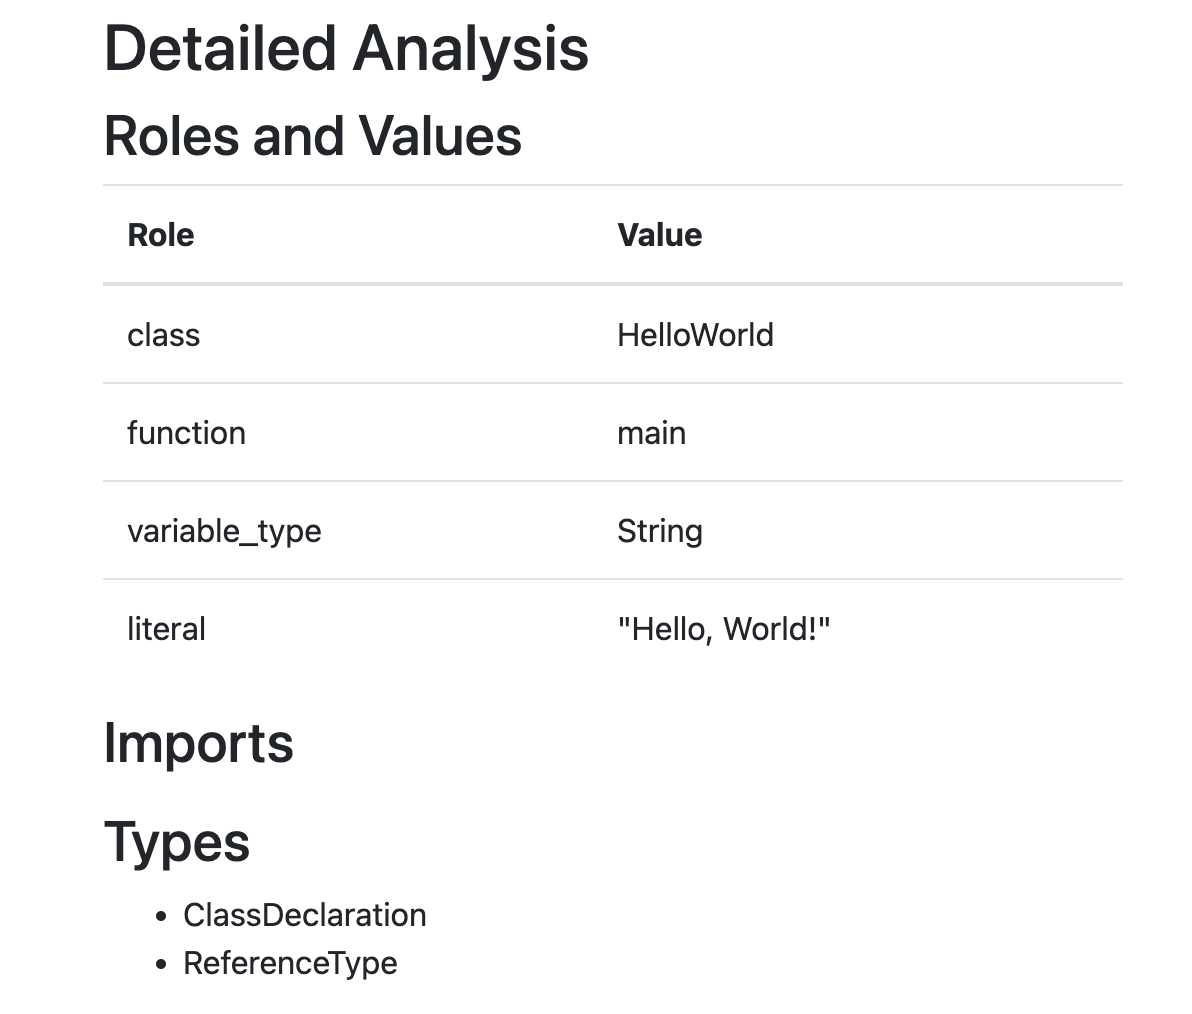 Detailed Analysis
Roles and Values
Role Value
class HelloWorld
function main
variable_type String
literal "Hello, World!"
Imports
Types
• ClassDeclaration
• ReferenceType